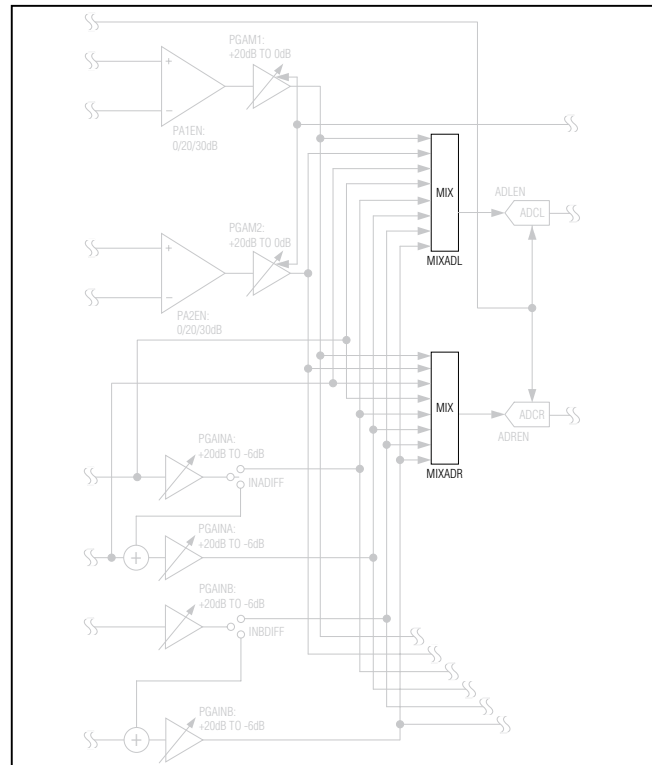 PGAM1:
+20dB TO 0dB
+
−
PA1EN:
0/20/30dB
MIX
MIXADL
ADLEN
ADCL
PGAM2:
+20dB TO 0dB
+
−
PA2EN:
0/20/30dB
MIX
MIXADR
ADCR
ADREN
PGAINA:
+20dB TO -6dB
INADIFF
+
PGAINA:
+20dB TO -6dB
PGAINB:
+20dB TO -6dB
INBDIFF
+
PGAINB:
+20dB TO -6dB